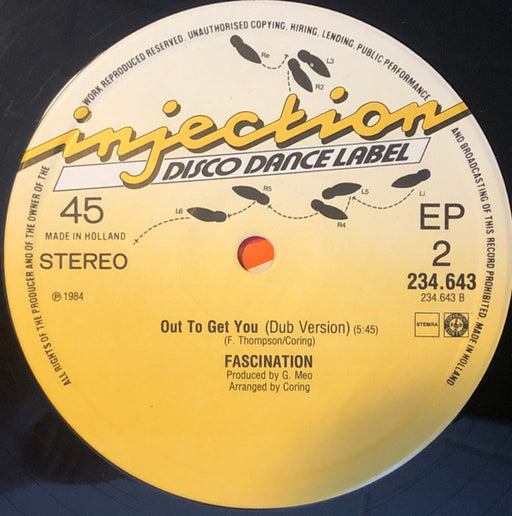 ALL RIGHTS OF THE PRODUCER AND OF THE OWNER OF THE WORK REPRODUCED RESERVED. UNAUTHORISED COPYING, HIRING, LENDING, PUBLIC PERFORMANCE AND BROADCASTING OF THIS RECORD PROHIBITED. MADE IN HOLLAND
Re
L3
R2
injection
DISCO DANCE LABEL
R5
L5
Li
L6
R4
45
MADE IN HOLLAND
STEREO
℗ 1984
EP
2
234.643
234.643 B
STEMRA
Out To Get You (Dub Version) (5:45)
(F. Thompson/Coring)
FASCINATION
Produced by G. Meo
Arranged by Coring